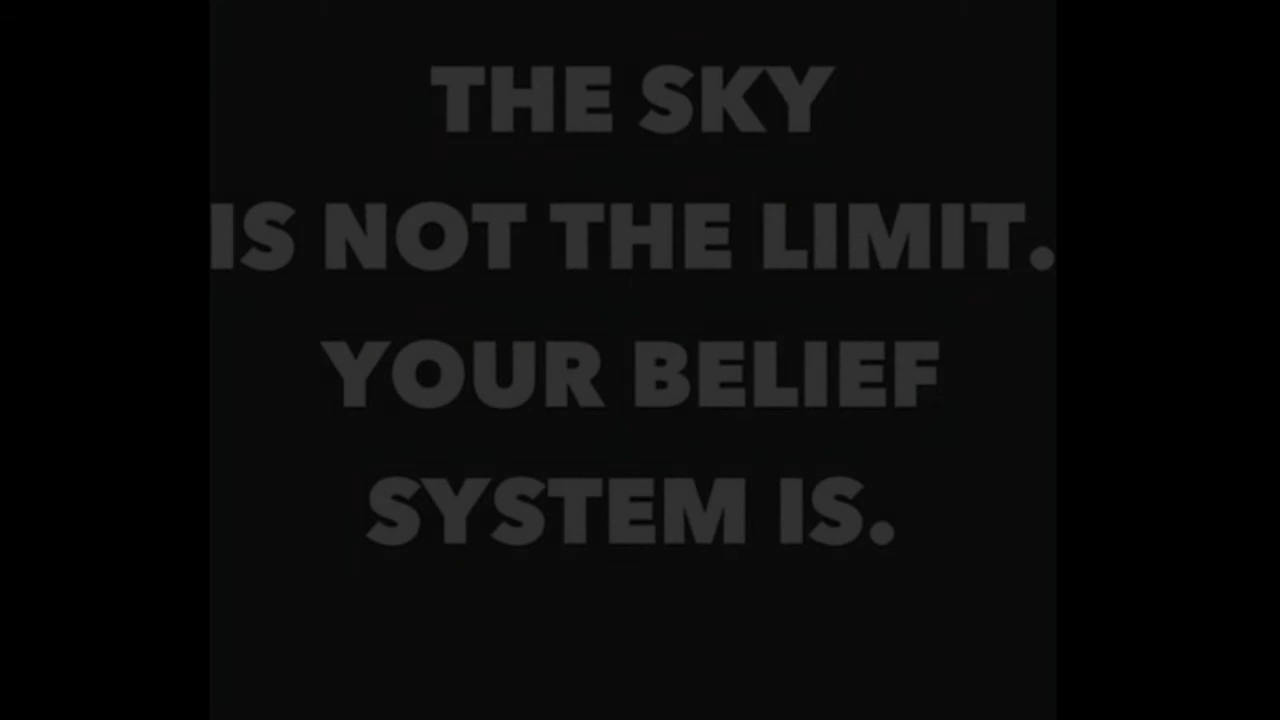 THE SKY
IS NOT THE LIMIT.
YOUR BELIEF
SYSTEM IS.